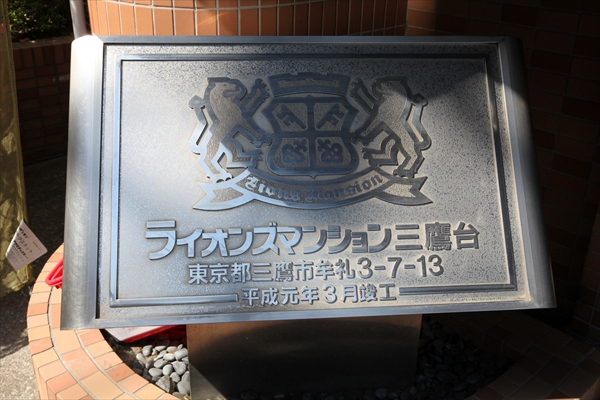 Lions Mansion
ライオンズマンション三鷹台
東京都三鷹市牟礼3-7-13
平成元年3月竣工